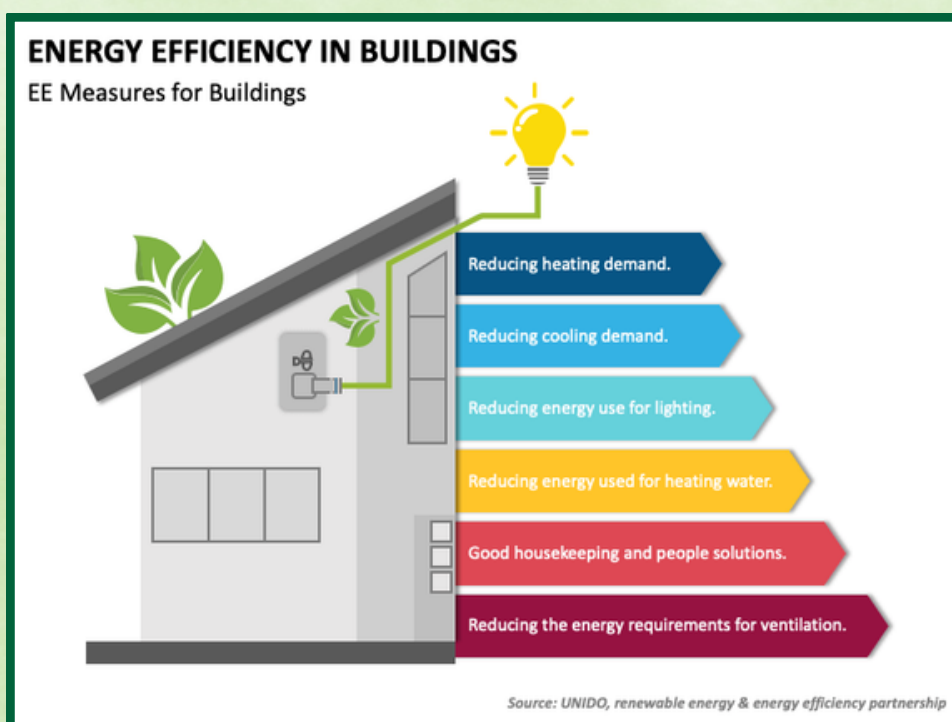 ENERGY EFFICIENCY IN BUILDINGS
EE Measures for Buildings
Reducing heating demand.
Reducing cooling demand.
Reducing energy use for lighting.
Reducing energy used for heating water.
Good housekeeping and people solutions.
Reducing the energy requirements for ventilation.
Source: UNIDO, renewable energy & energy efficiency partnership